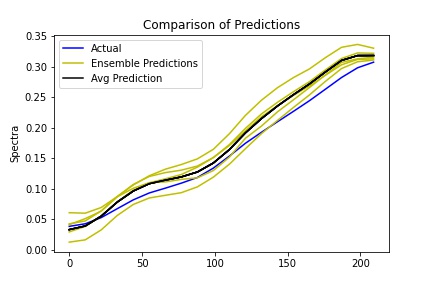 Comparison of Predictions
Actual
Ensemble Predictions
Avg Prediction
Spectra
0.35
0.30
0.25
0.20
0.15
0.10
0.05
0.00
0 50 100 150 200